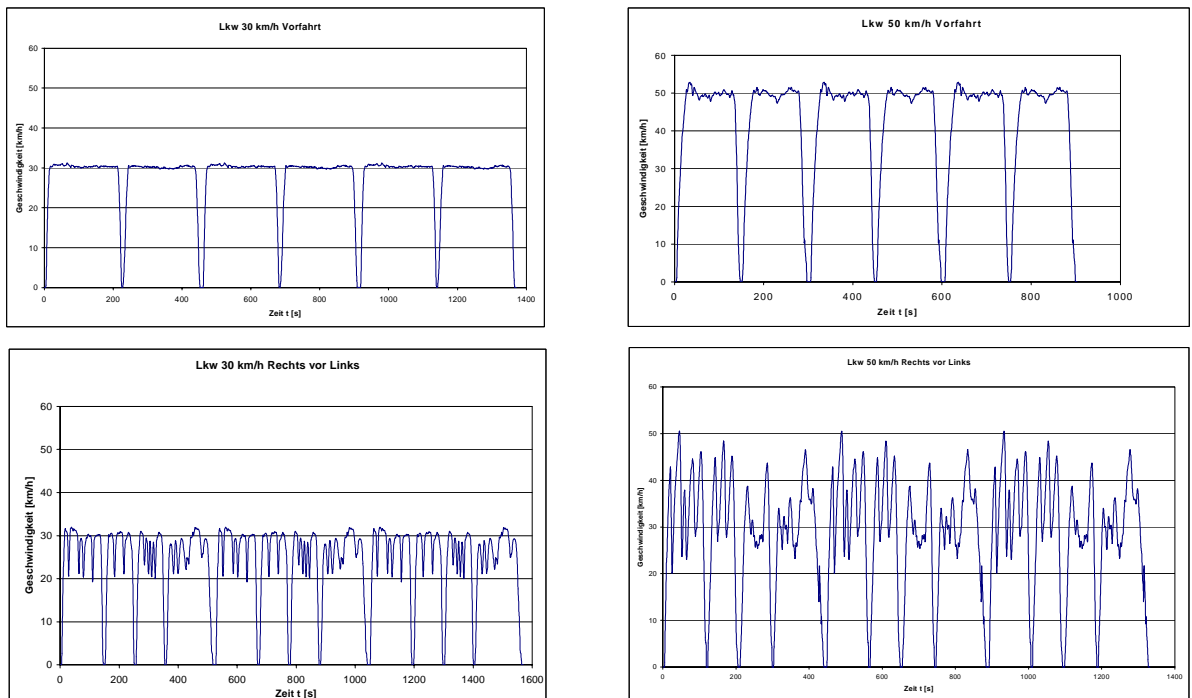 Lkw 30 km/h Vorfahrt
Geschwindigkeit [km/h]
60
50
40
30
20
10
0
0 200 400 600 800 1000 1200 1400
Zeit t [s]
Lkw 50 km/h Vorfahrt
Geschwindigkeit [km/h]
60
50
40
30
20
10
0
0 200 400 600 800 1000
Zeit t [s]
Lkw 30 km/h Rechts vor Links
Geschwindigkeit [km/h]
60
50
40
30
20
10
0
0 200 400 600 800 1000 1200 1400 1600
Zeit t [s]
Lkw 50 km/h Rechts vor Links
Geschwindigkeit [km/h]
60
50
40
30
20
10
0
0 200 400 600 800 1000 1200 1400
Zeit t [s]